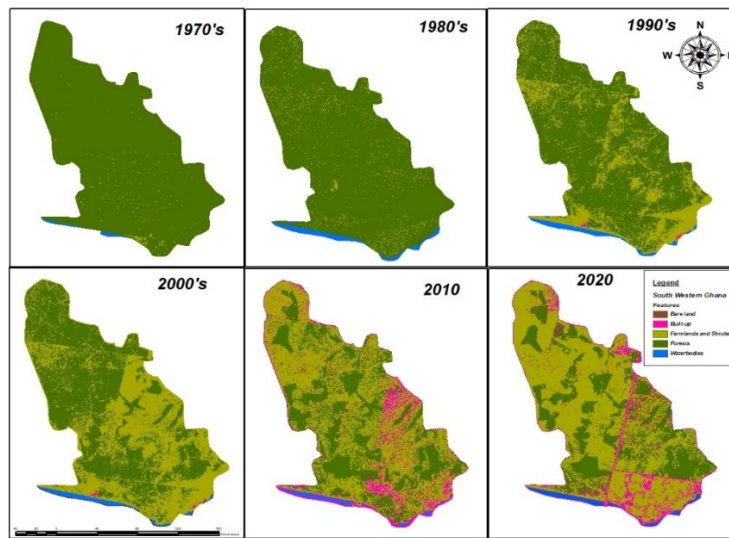 1970's
1980's
1990's
N
W
E
S
2000's
2010
2020
Legend
South Western Ghana
Features
Bare land
Built-up
Farmlands and Shrubs
Forests
Waterbodies